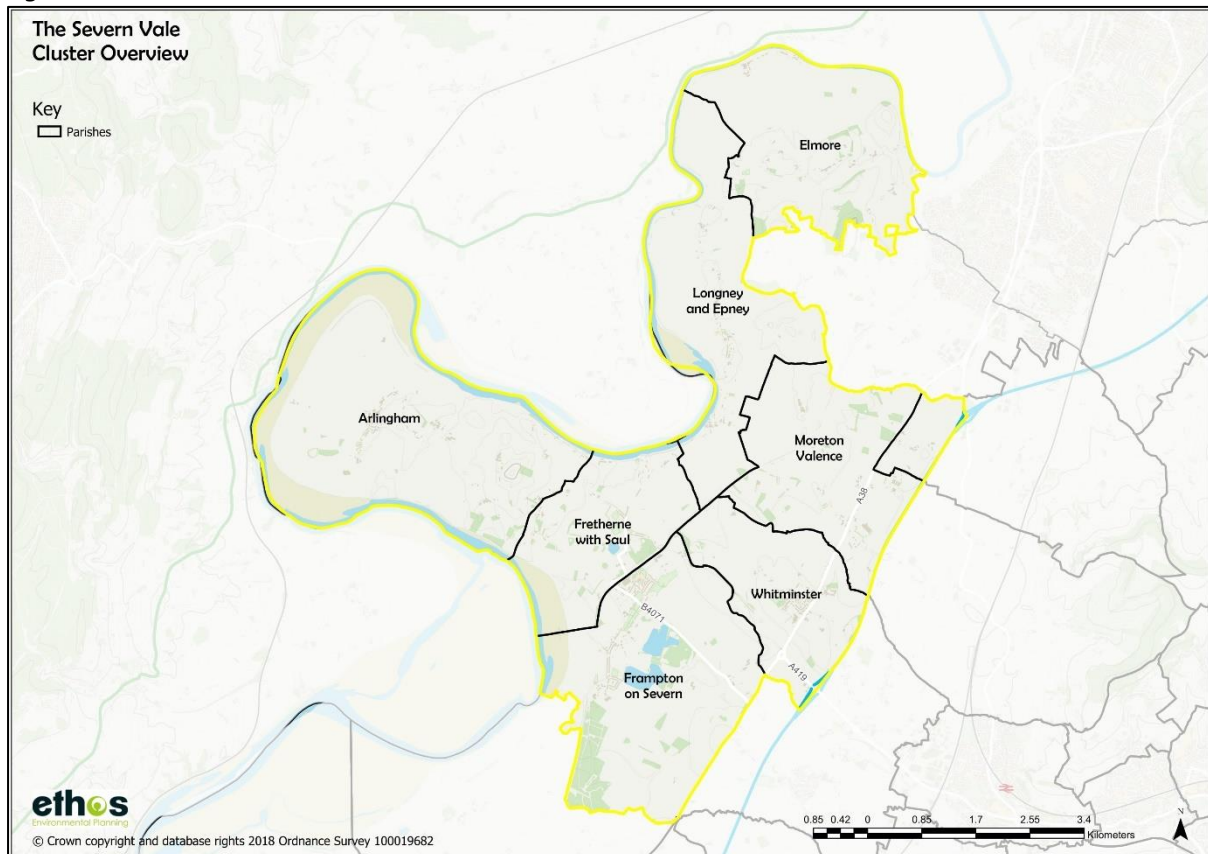 The Severn Vale
Cluster Overview
Key
Parishes
Elmore
Longney
and Epney
Arlingham
Moreton
Valence
A38
Fretherne
with Saul
Whitminster
B4071
A419
Frampton
on Severn
ethos
Environmental Planning
© Crown copyright and database rights 2018 Ordnance Survey 100019682
0.85 0.42 0 0.85 1.7 2.55 3.4
Kilometers